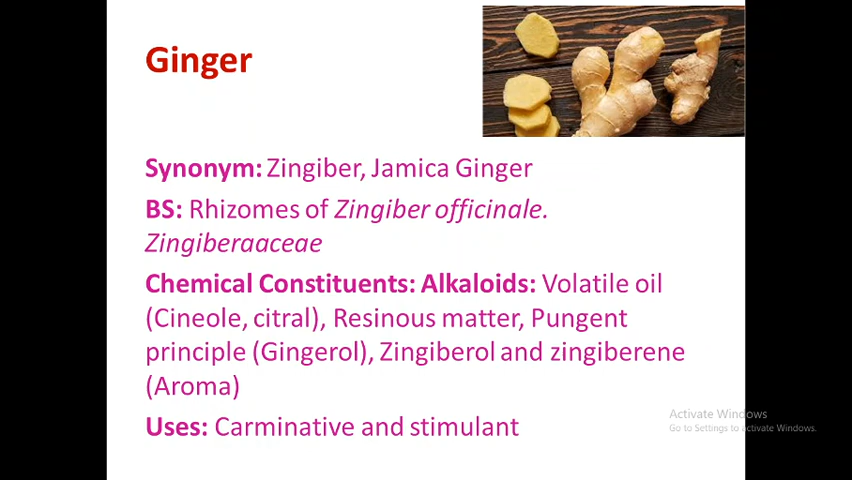 Ginger
Synonym: Zingiber, Jamica Ginger
BS: Rhizomes of Zingiber officinale.
Zingiberaaceae
Chemical Constituents: Alkaloids: Volatile oil
(Cineole, citral), Resinous matter, Pungent
principle (Gingerol), Zingiberol and zingiberene
(Aroma)
Uses: Carminative and stimulant
Activate Windows
Go to Settings to activate Windows.